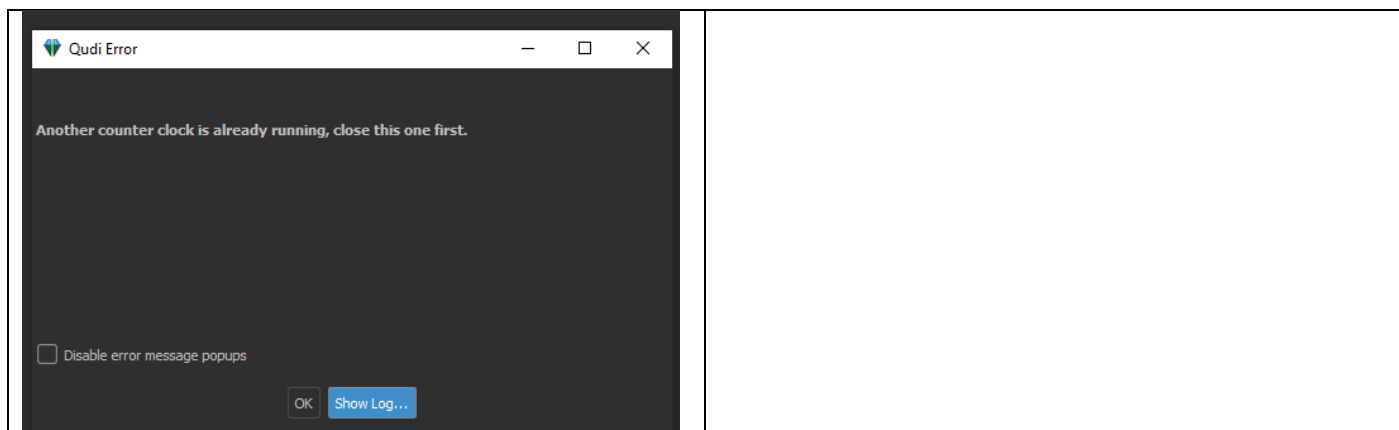 Qudi Error
Another counter clock is already running, close this one first.
Disable error message popups
OK Show Log...